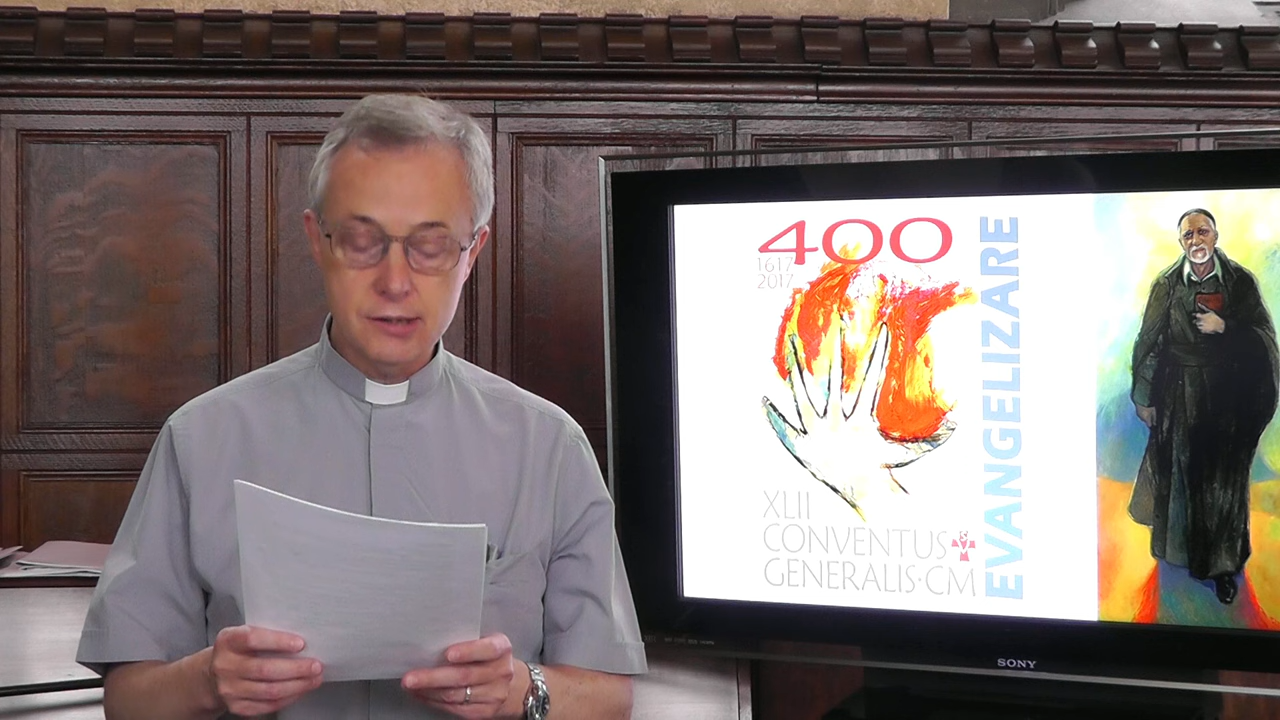 400
1617
2017
EVANGELIZARE
XLII
CONVENTUS
GENERALIS·CM
SONY